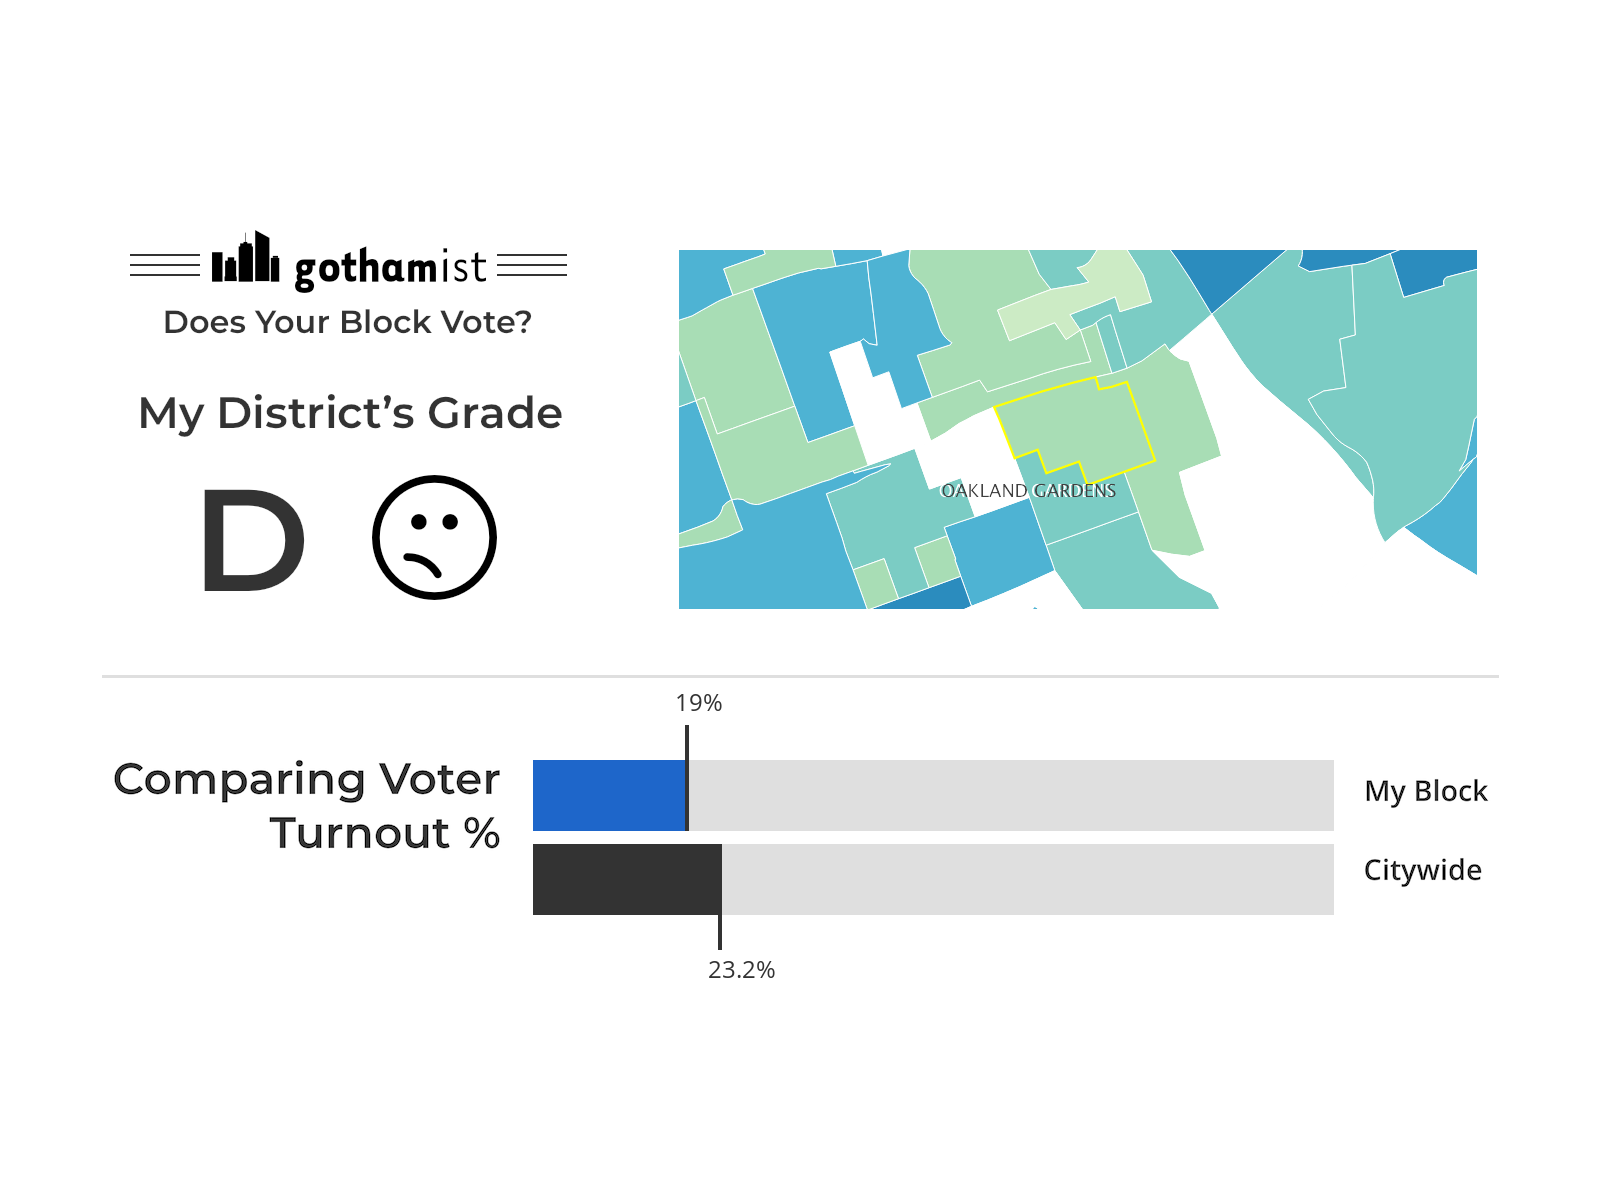 gothamist
Does Your Block Vote?
My District’s Grade
D
OAKLAND GARDENS
19%
Comparing Voter
Turnout %
My Block
Citywide
23.2%